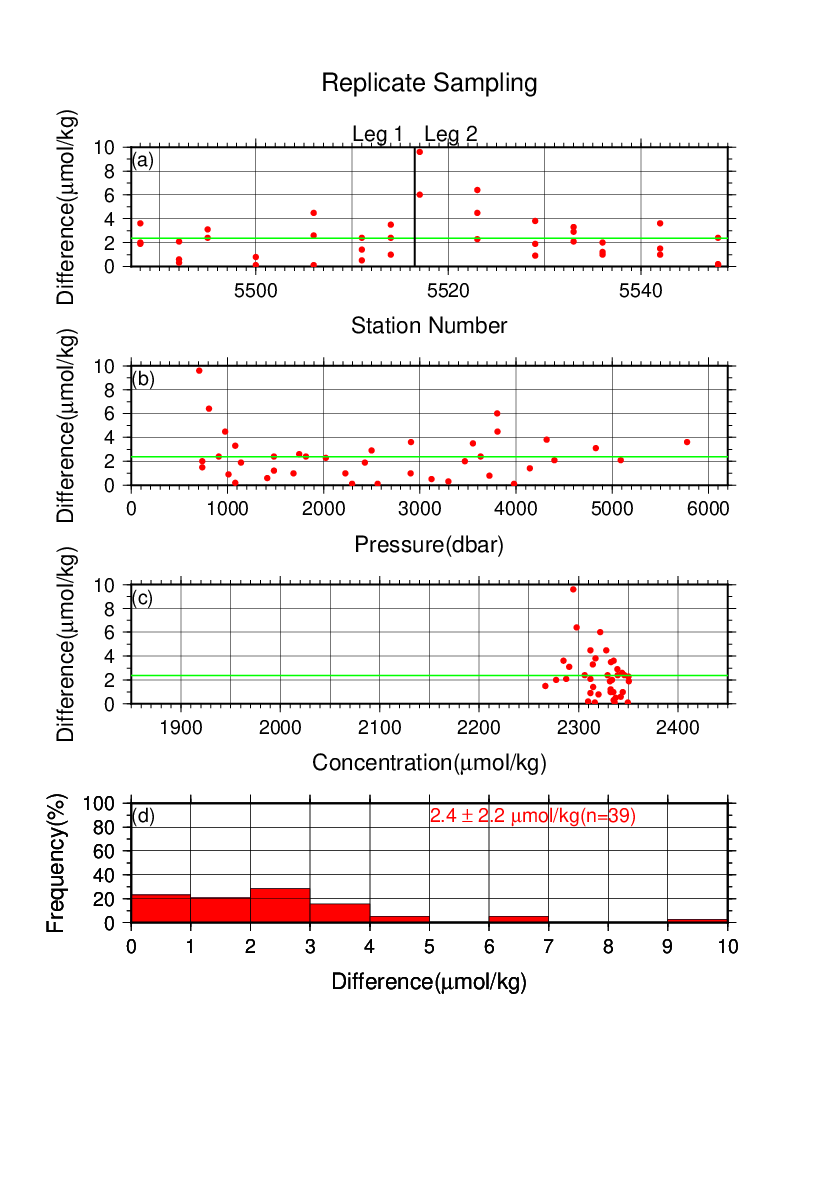 Replicate Sampling
Leg 1 Leg 2
Difference(μmol/kg)
10
8
6
4
2
0
(a)
5500 5520 5540
Station Number
Difference(μmol/kg)
10
8
6
4
2
0
(b)
0 1000 2000 3000 4000 5000 6000
Pressure(dbar)
Difference(μmol/kg)
10
8
6
4
2
0
(c)
1900 2000 2100 2200 2300 2400
Concentration(μmol/kg)
Frequency(%)
100
80
60
40
20
0
(d)
2.4 ± 2.2 μmol/kg(n=39)
0 1 2 3 4 5 6 7 8 9 10
Difference(μmol/kg)